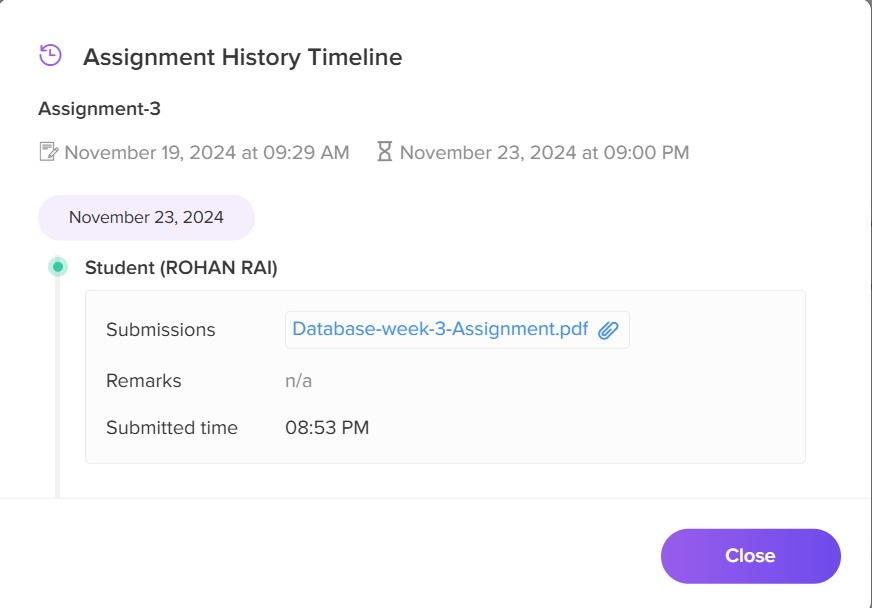 Assignment History Timeline
Assignment-3
November 19, 2024 at 09:29 AM November 23, 2024 at 09:00 PM
November 23, 2024
Student (ROHAN RAI)
Submissions Database-week-3-Assignment.pdf
Remarks n/a
Submitted time 08:53 PM
Close